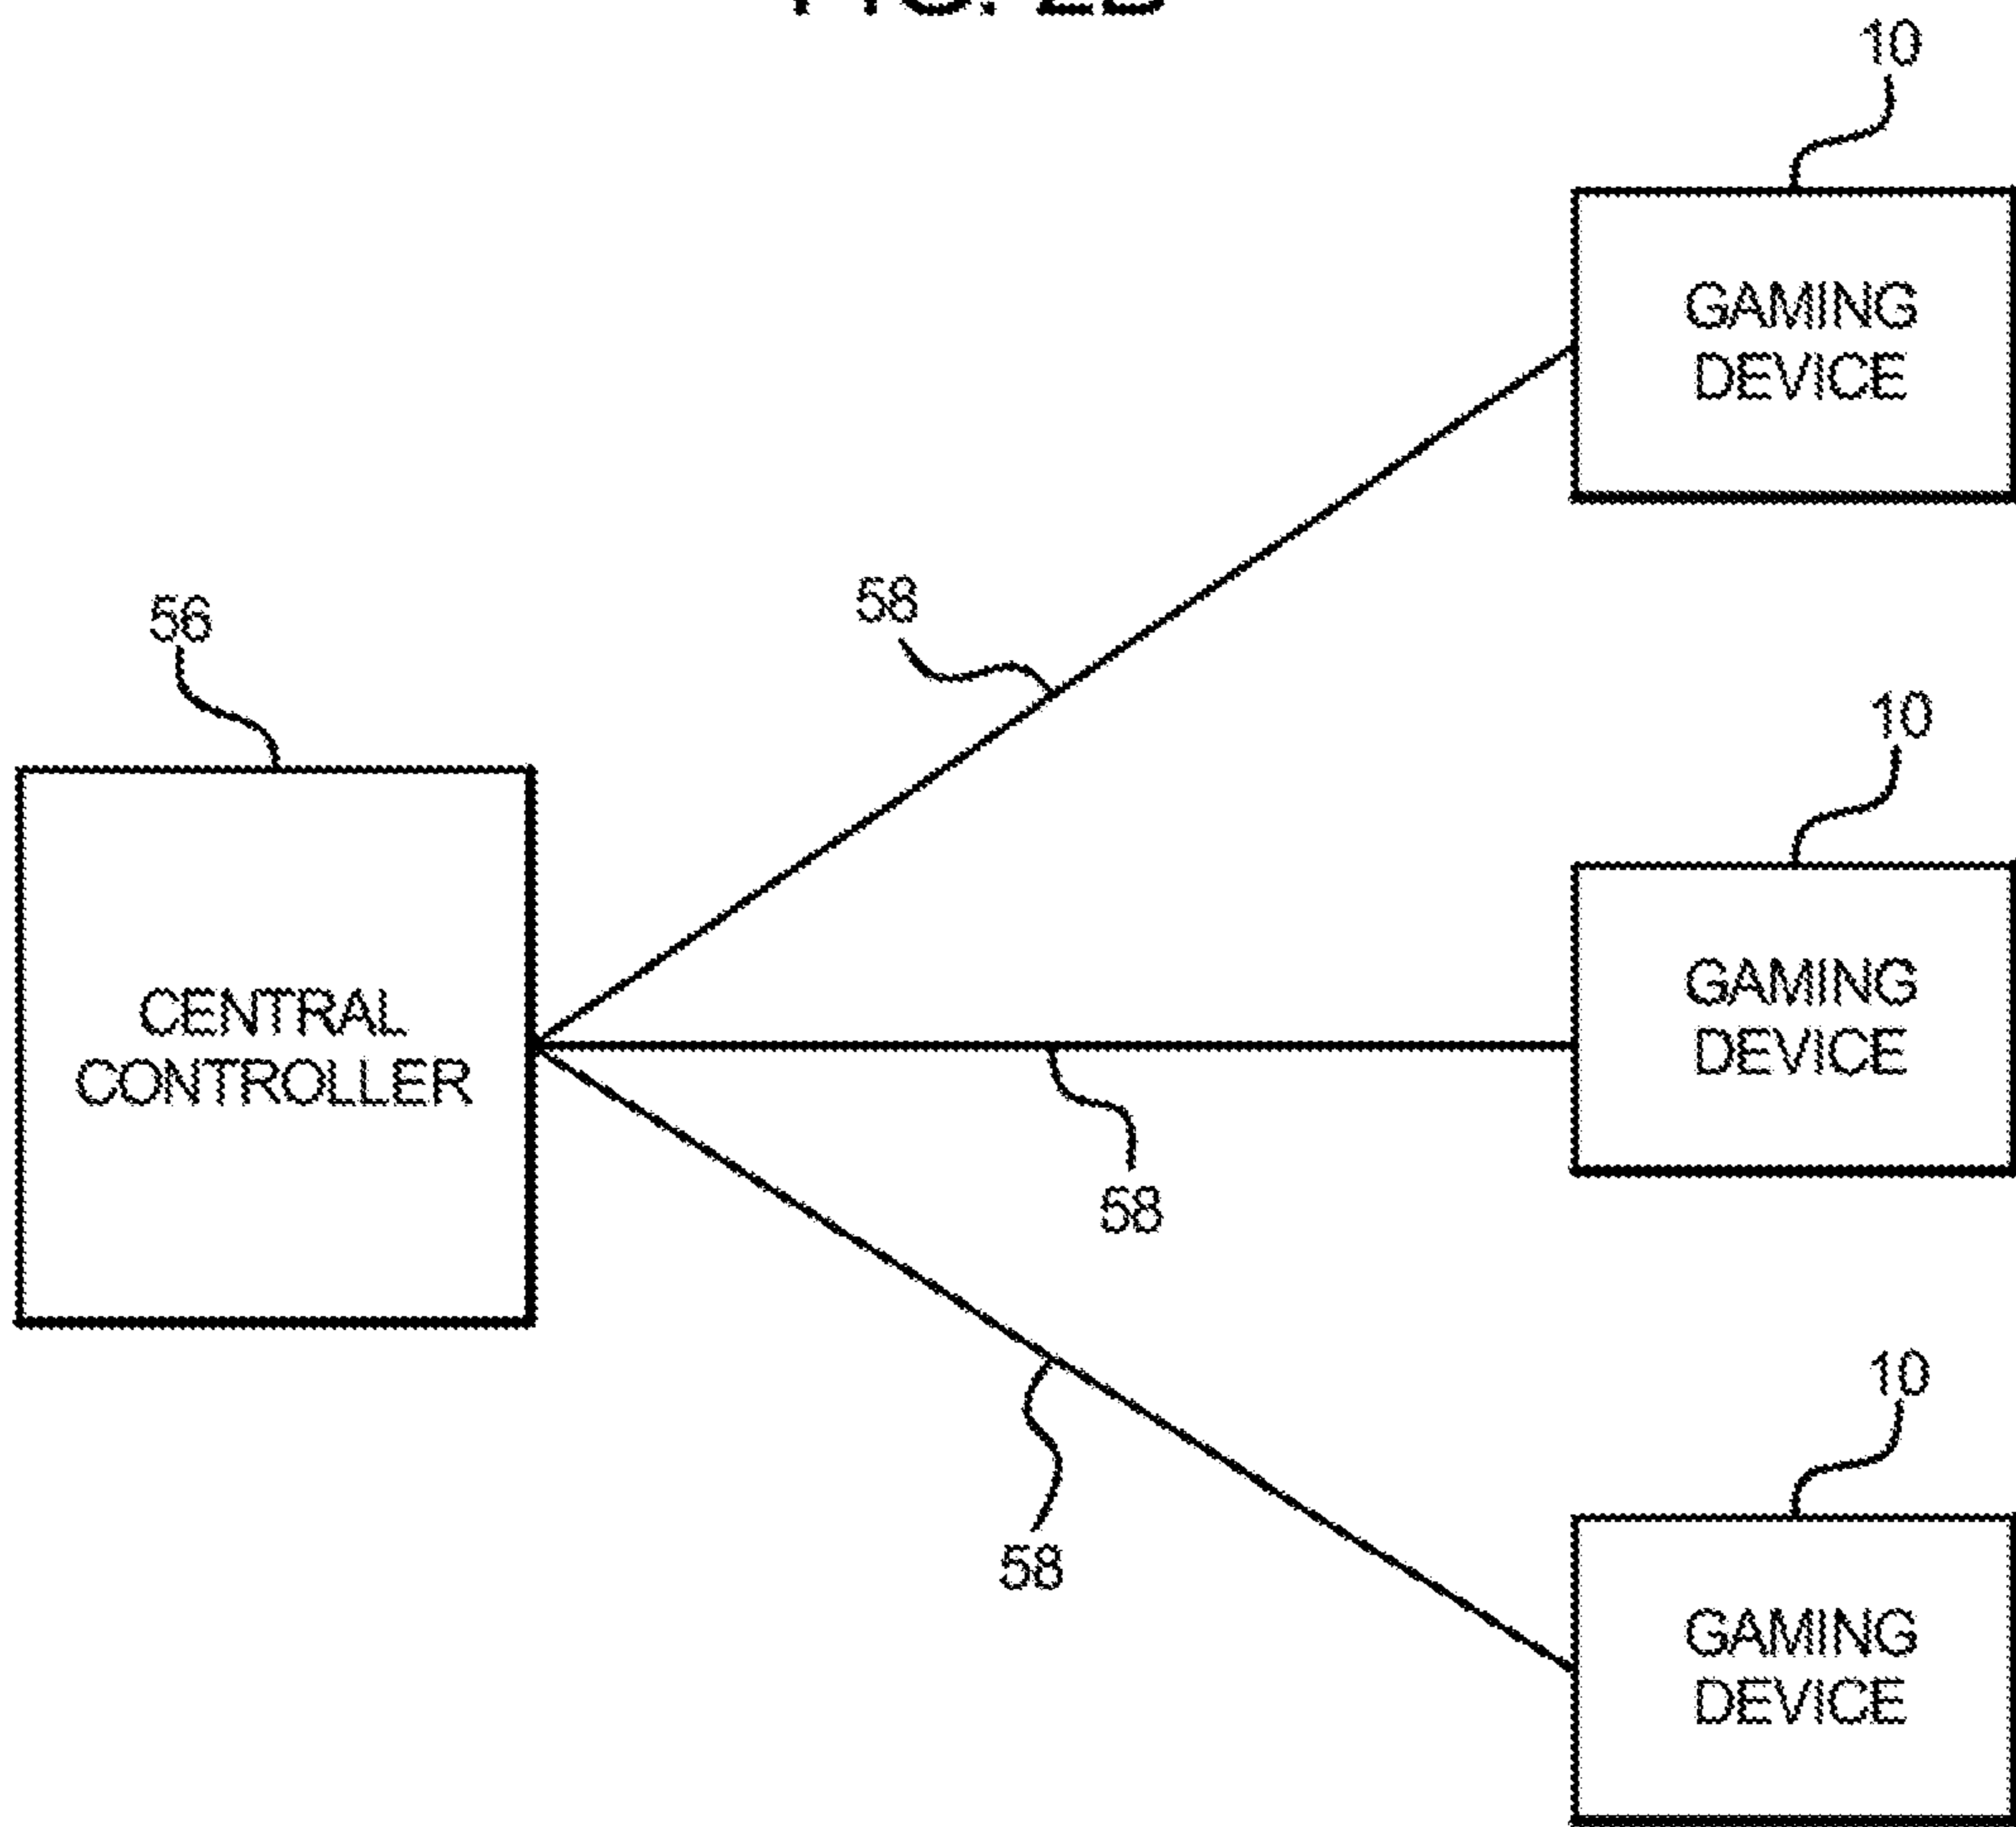 10
GAMING
DEVICE
58
56
10
CENTRAL
CONTROLLER
GAMING
DEVICE
58
10
58
GAMING
DEVICE